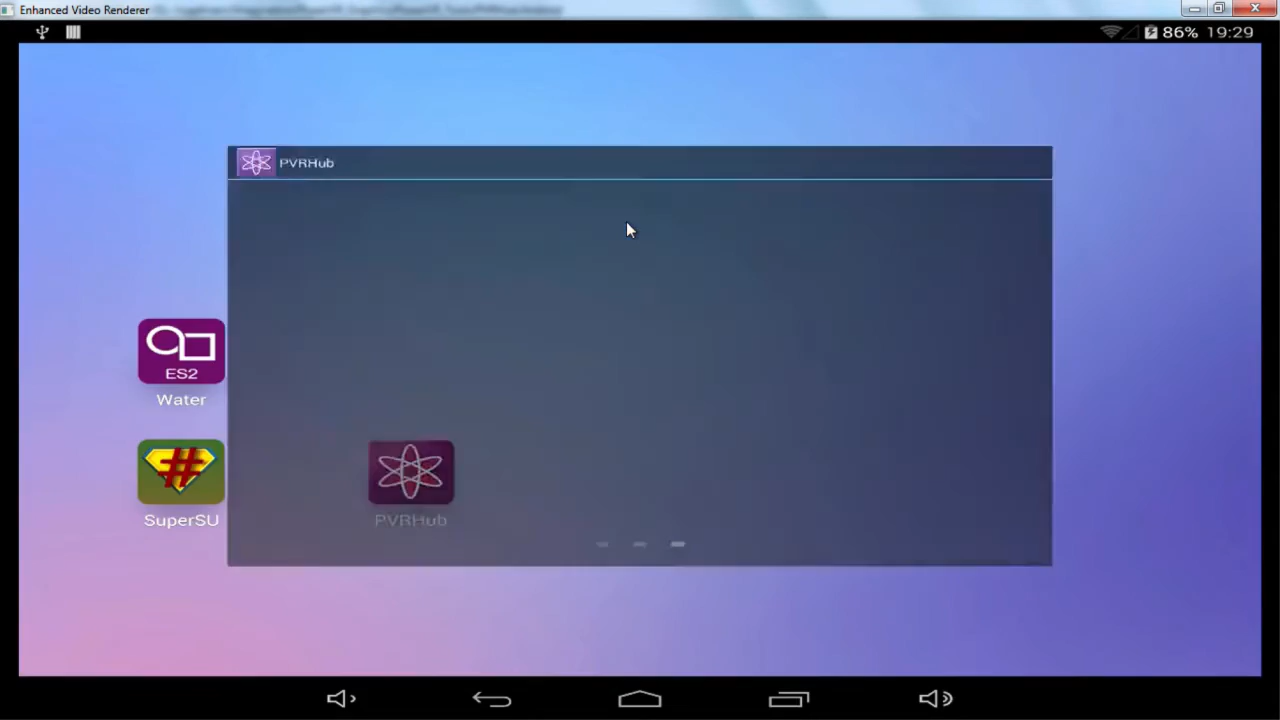 Enhanced Video Renderer
86% 19:29
PVRHub
ES2
Water
SuperSU
PVRHub